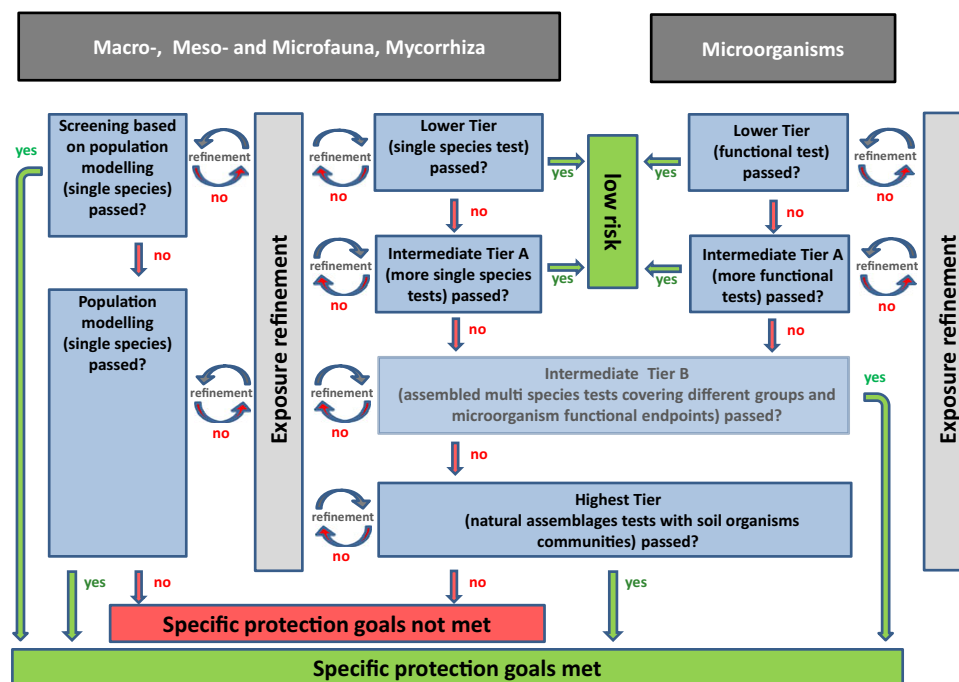 Macro-, Meso- and Microfauna, Mycorrhiza
Microorganisms
yes
Screening based
on population
modelling
(single species)
passed?
refinement
no
no
Population
modelling
(single species)
passed?
refinement
no
yes
no
Exposure refinement
refinement
no
Lower Tier
(single species test)
passed?
yes
no
refinement
no
Intermediate Tier A
(more single species
tests) passed?
yes
no
low risk
yes
Lower Tier
(functional test)
passed?
refinement
no
no
yes
Intermediate Tier A
(more functional
tests) passed?
refinement
no
no
Exposure refinement
refinement
no
Intermediate Tier B
(assembled multi species tests covering different groups and
microorganism functional endpoints) passed?
yes
no
refinement
no
Highest Tier
(natural assemblages tests with soil organisms
communities) passed?
no
yes
Specific protection goals not met
Specific protection goals met